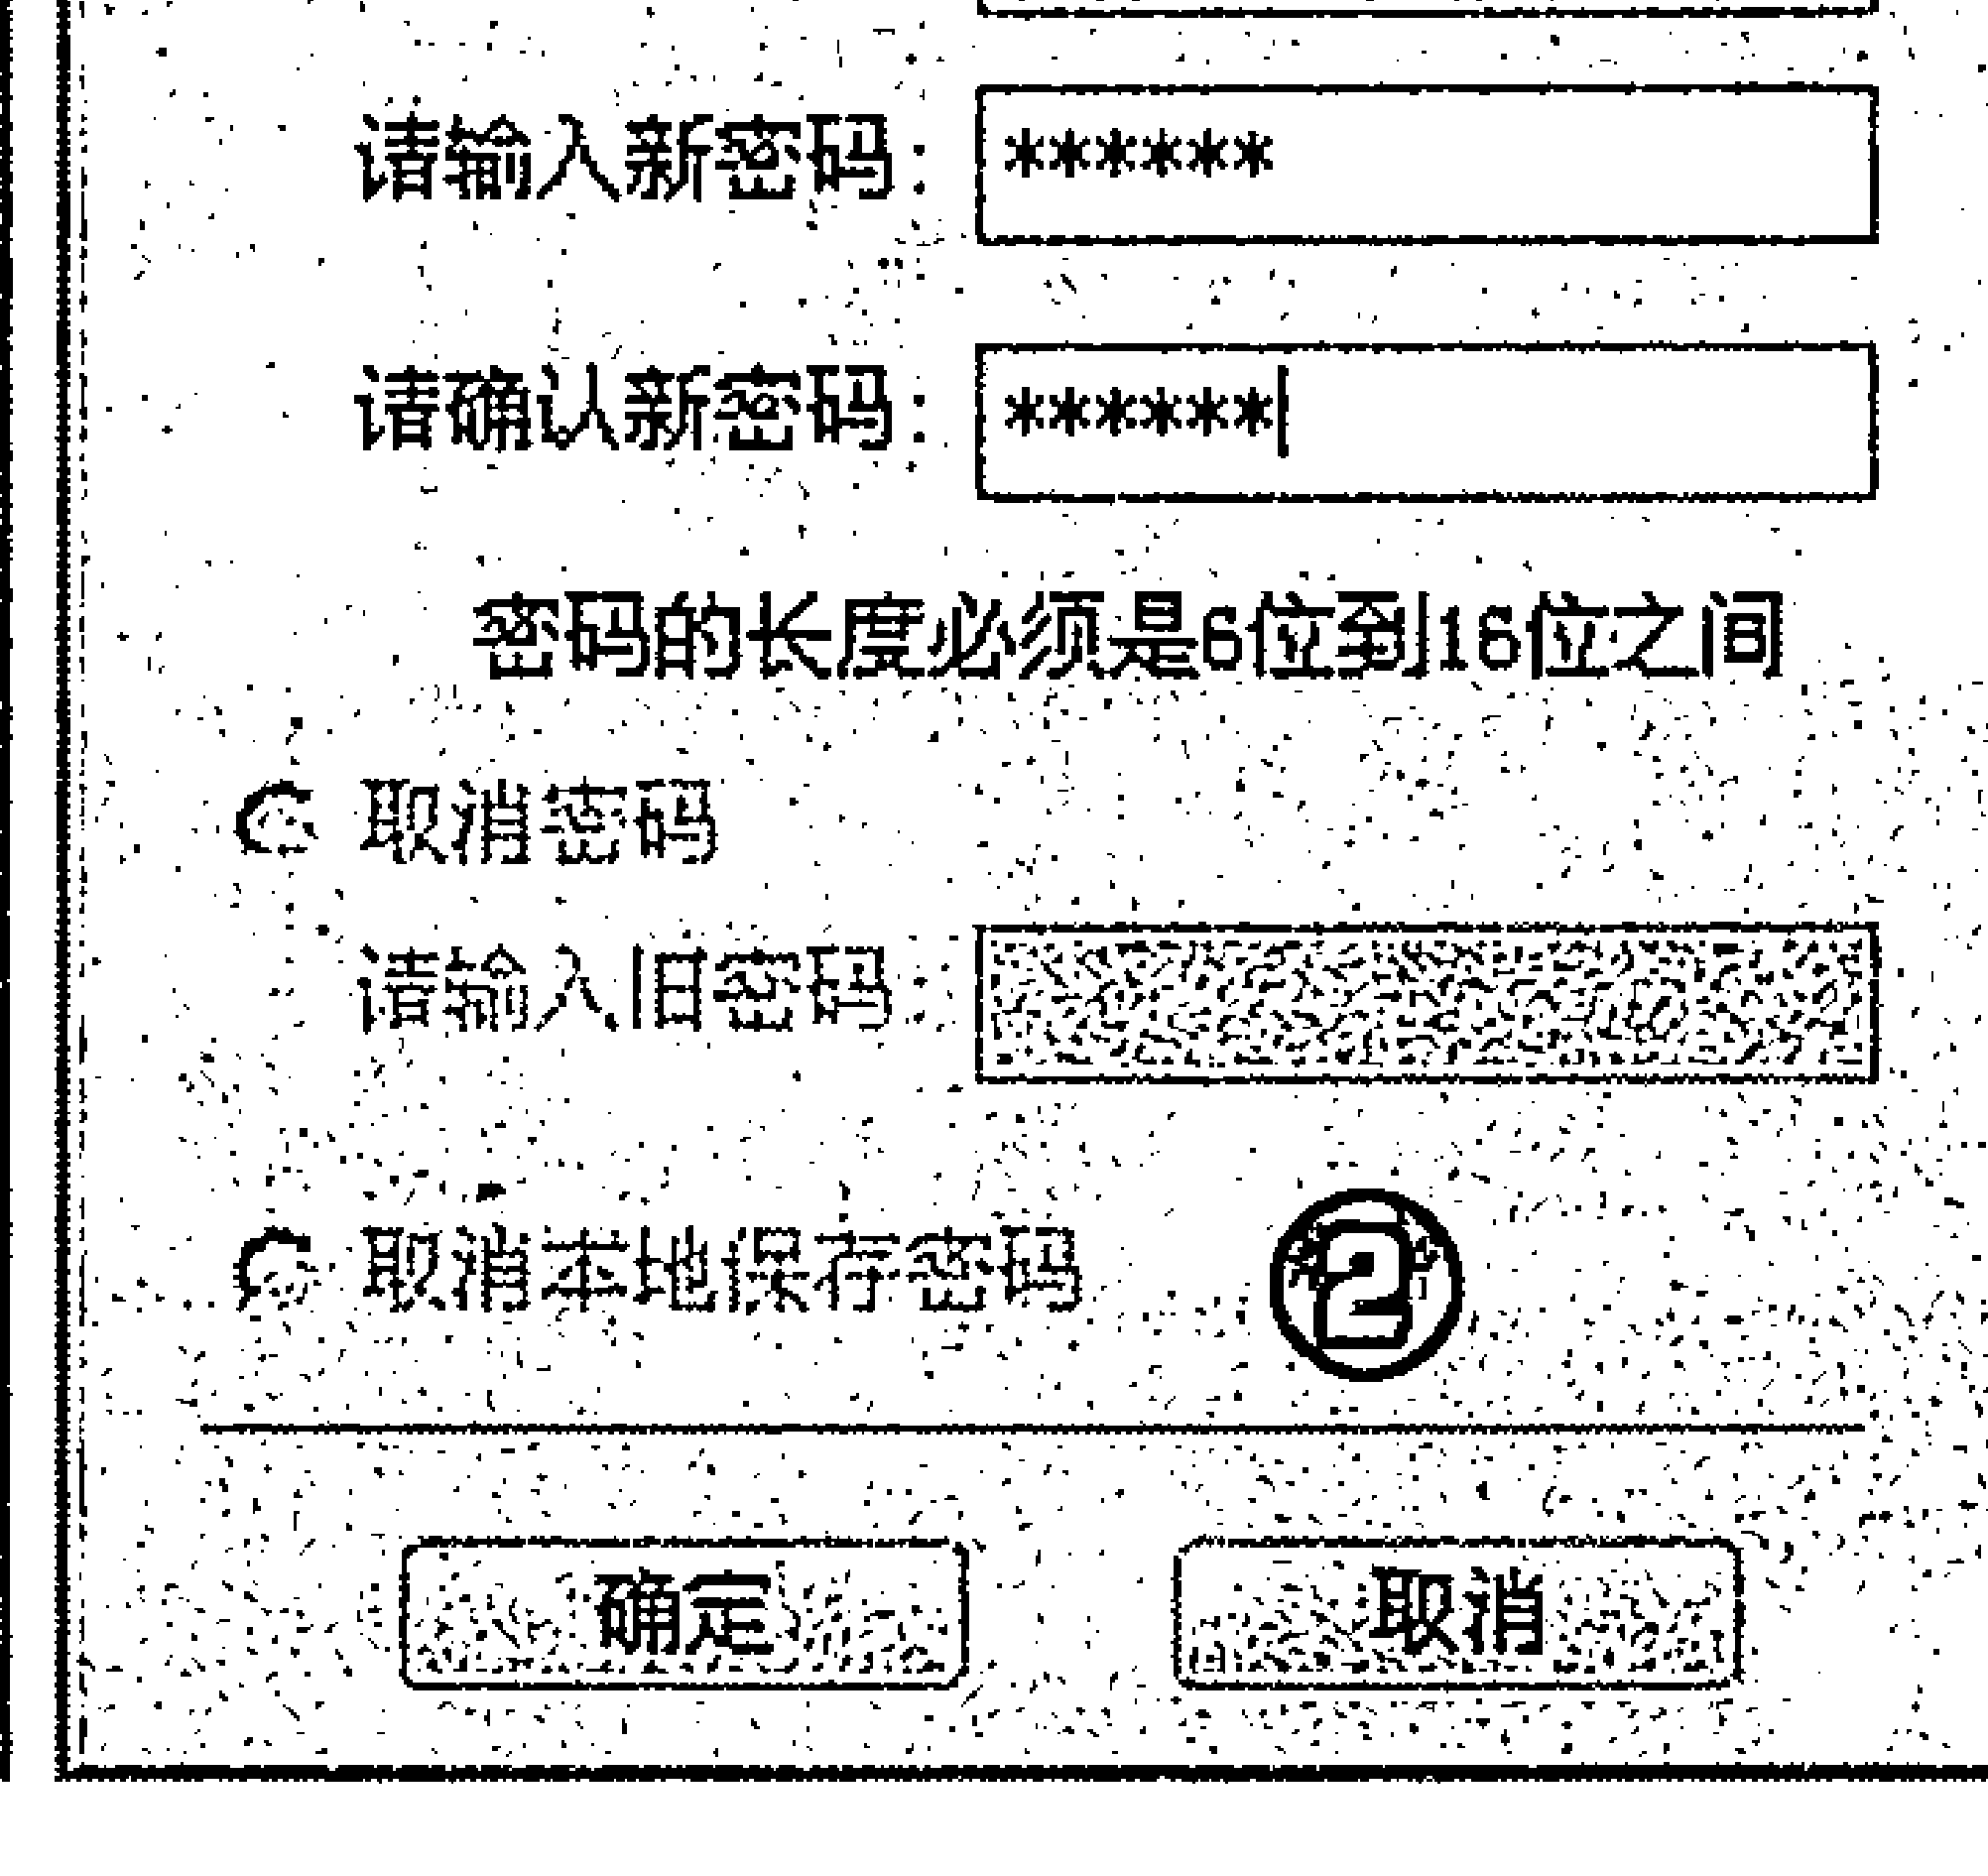 请输入新密码： ******
请确认新密码： ******
密码的长度必须是6位到16位之间
取消密码
请输入旧密码：
取消本地保存密码
2
确定 取消